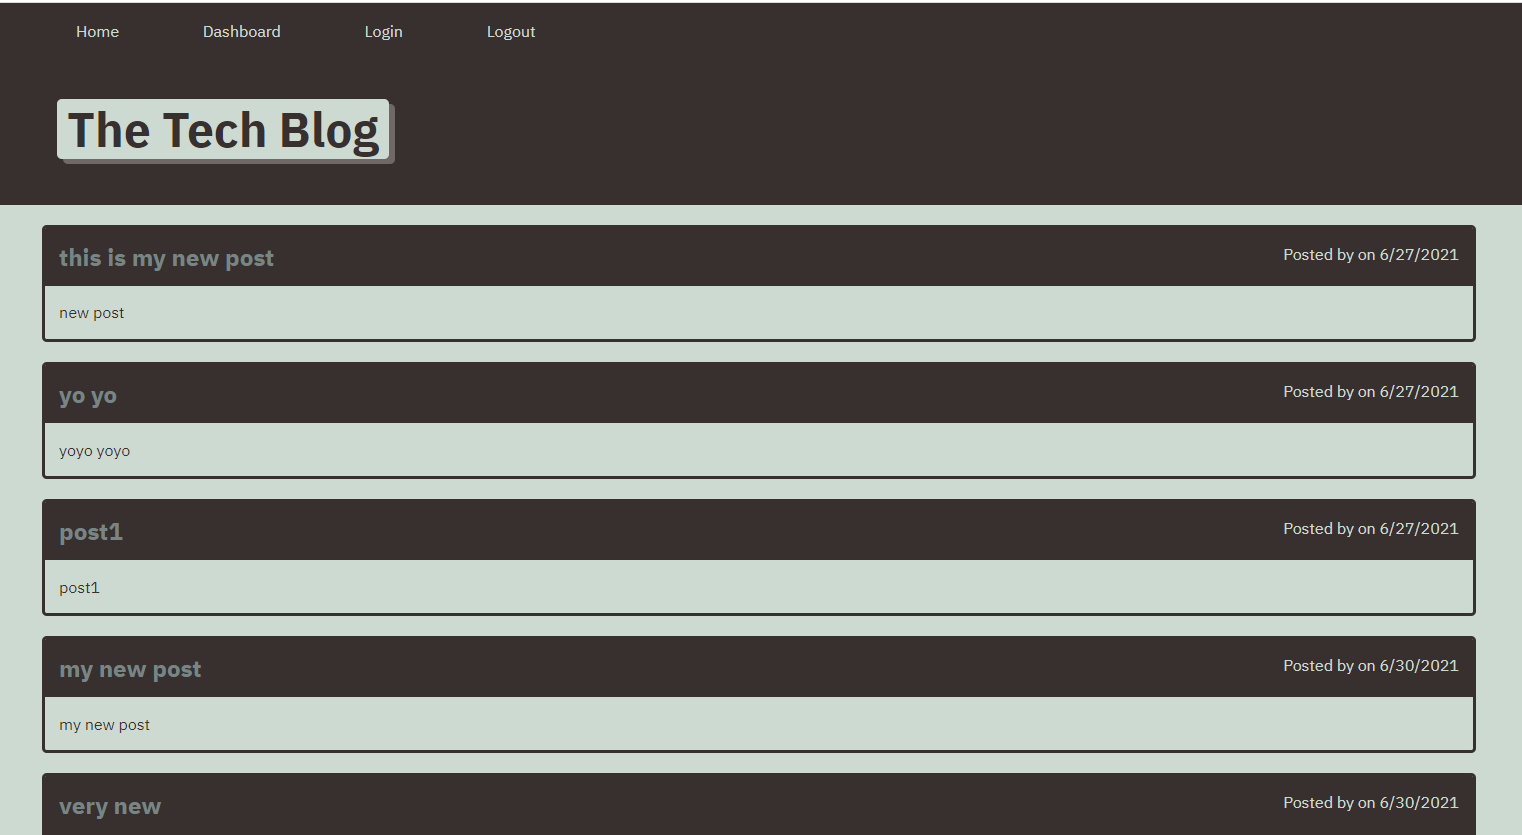 Home Dashboard Login Logout
The Tech Blog
this is my new post Posted by on 6/27/2021
new post
yo yo Posted by on 6/27/2021
yoyo yoyo
post1 Posted by on 6/27/2021
post1
my new post Posted by on 6/30/2021
my new post
very new Posted by on 6/30/2021